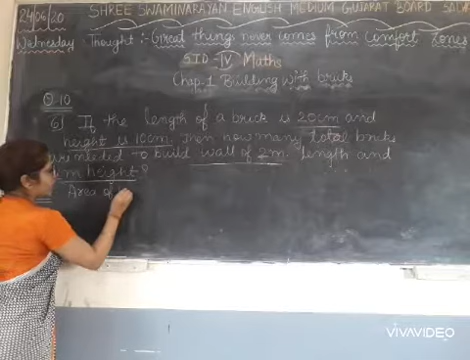 24/06/20 SHREE SWAMINARAYAN ENGLISH MEDIUM GUJARAT BOARD
Wednesday Thought :- Great things never comes from Comfort Zones
STD - IV Maths
Chap. 1 Building with bricks
Q. 10
6) If the length of a brick is 20cm and
height is 10cm. Then how many total bricks
are needed to build wall of 2m. length and
m height?
Area of
VIVAVIDEO